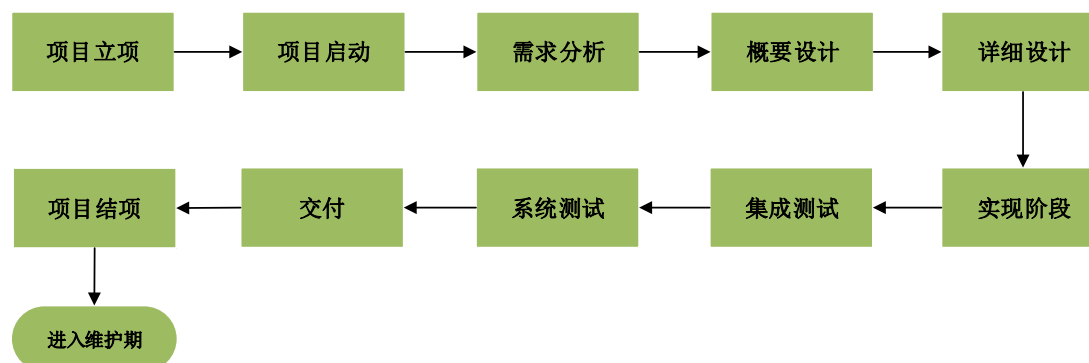 项目立项
项目启动
需求分析
概要设计
详细设计
项目结项
交付
系统测试
集成测试
实现阶段
进入维护期